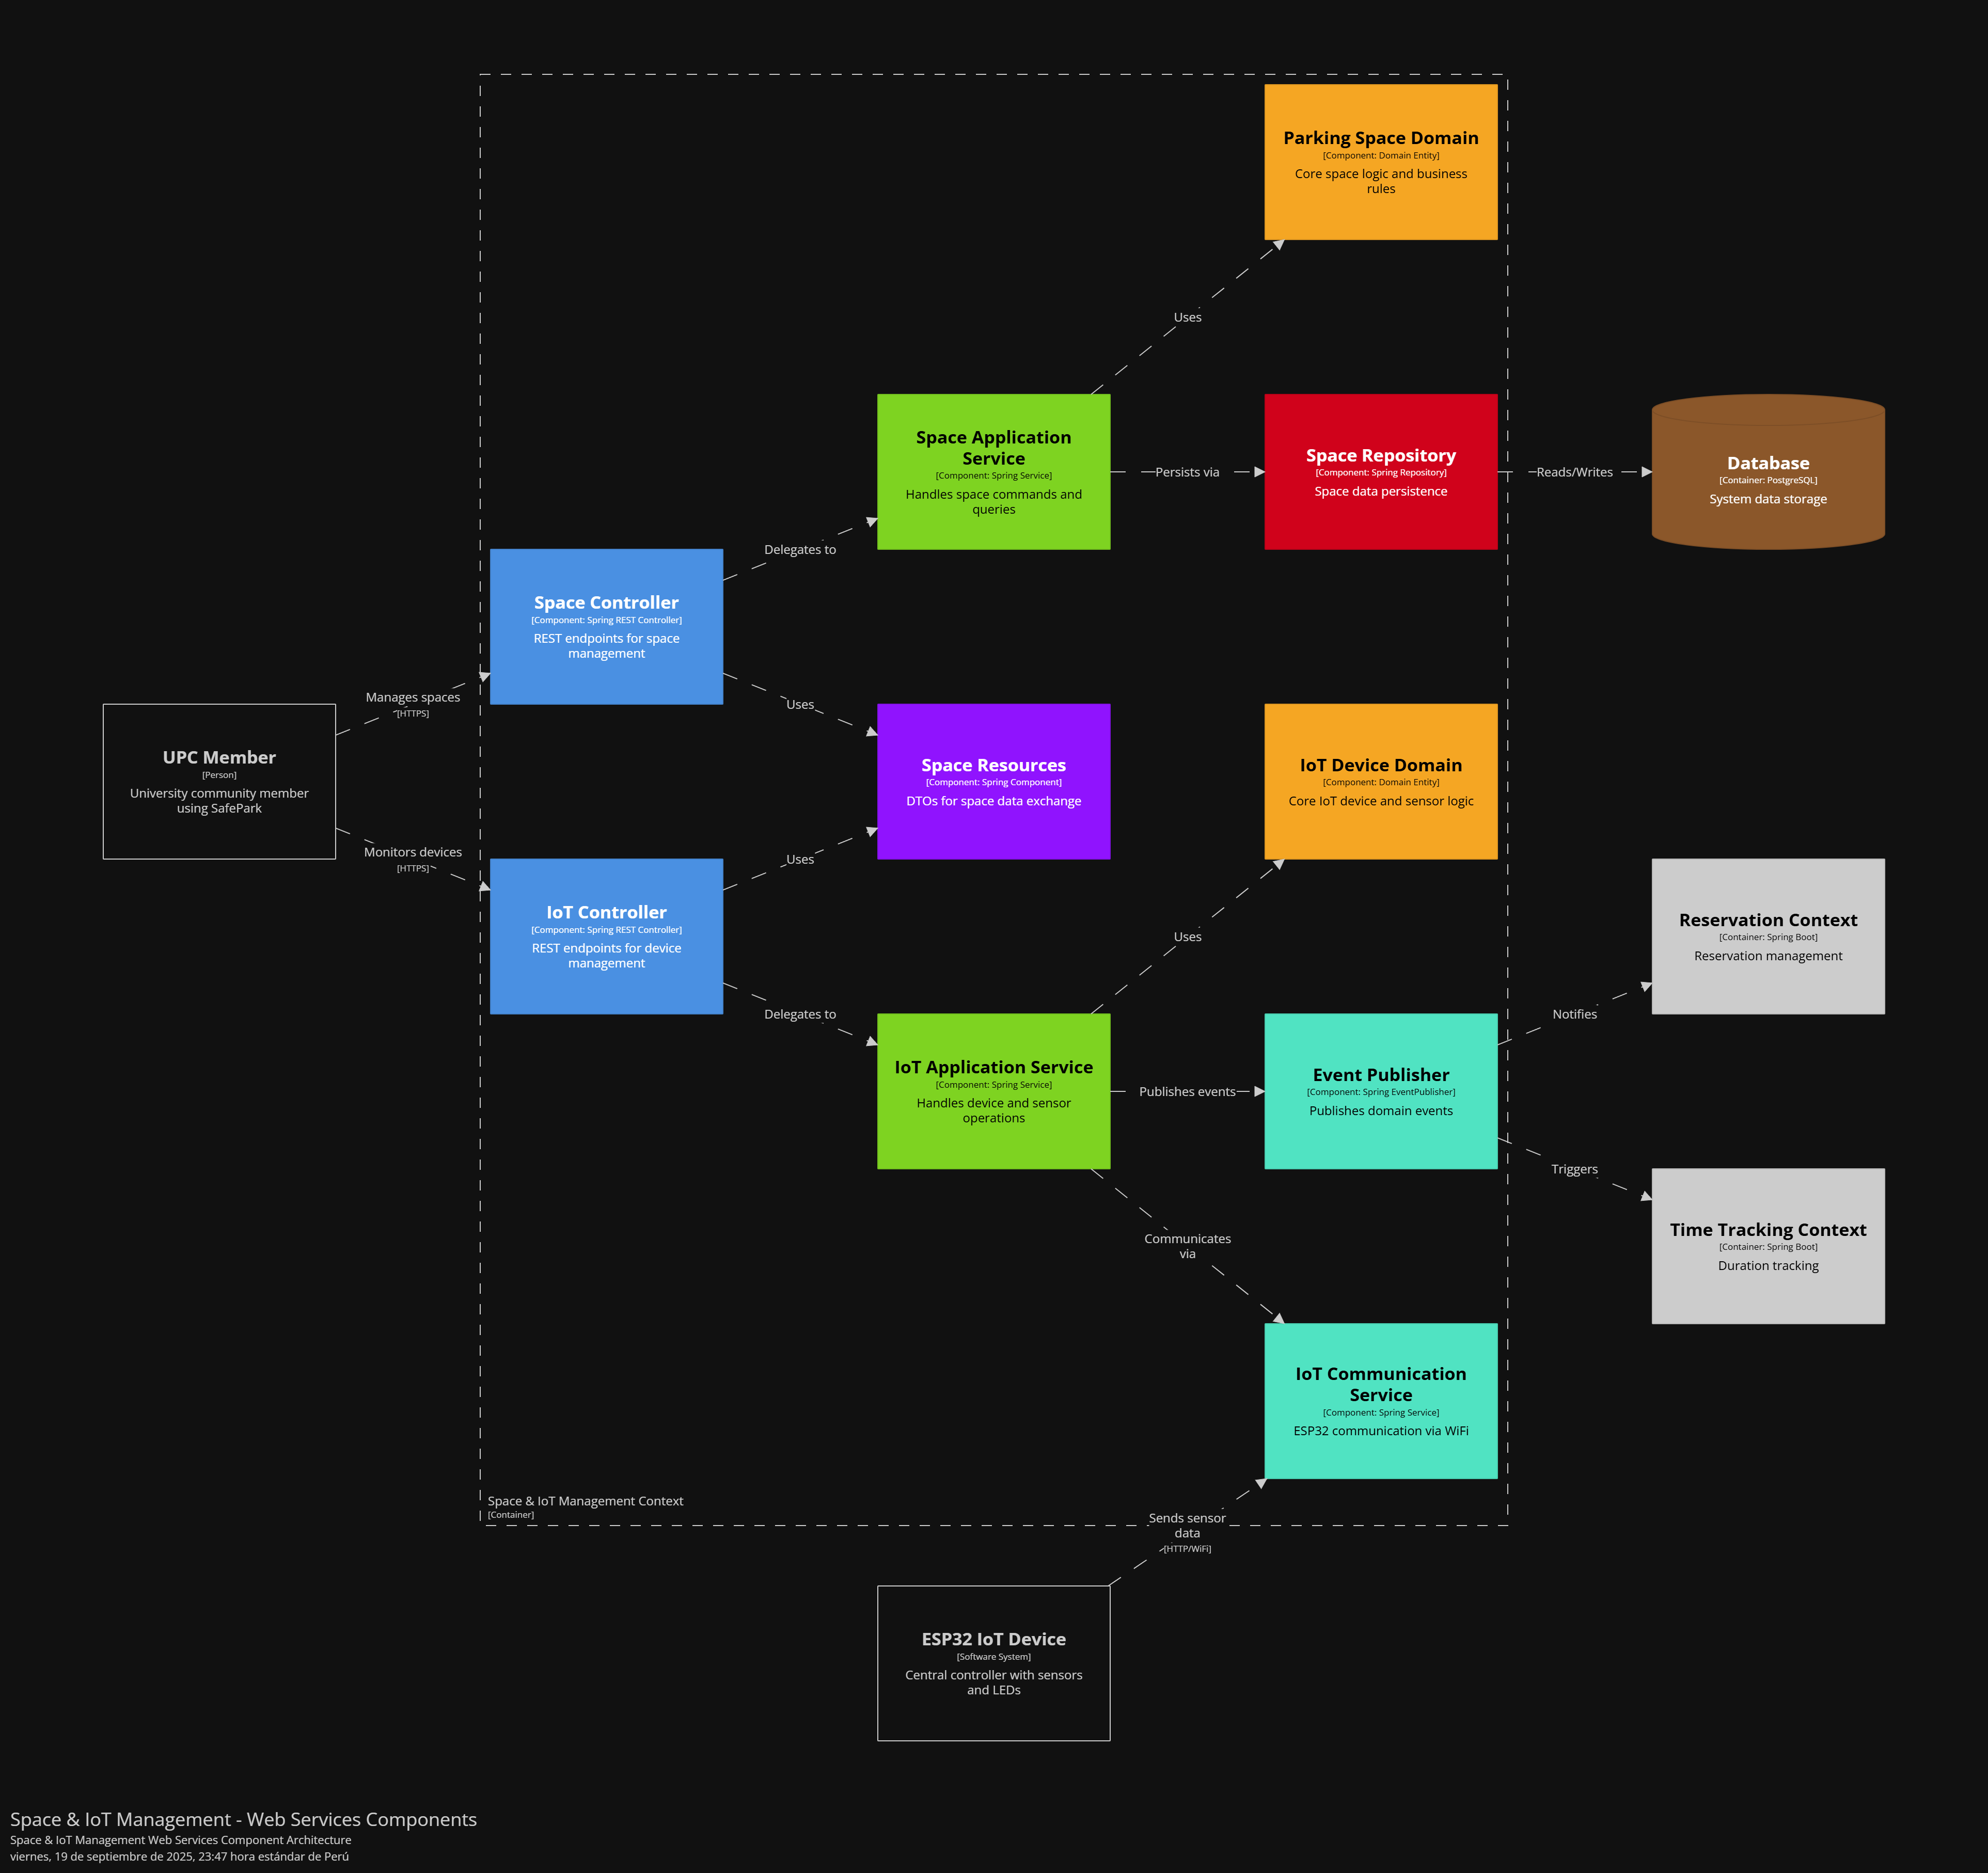 Parking Space Domain
[Component: Domain Entity]
Core space logic and business
rules
Uses
Space Application
Service
[Component: Spring Service]
Handles space commands and
queries
Persists via
Space Repository
[Component: Spring Repository]
Space data persistence
Reads/Writes
Database
[Container: PostgreSQL]
System data storage
Delegates to
Space Controller
[Component: Spring REST Controller]
REST endpoints for space
management
Manages spaces
[HTTPS]
Uses
UPC Member
[Person]
University community member
using SafePark
Space Resources
[Component: Spring Component]
DTOs for space data exchange
IoT Device Domain
[Component: Domain Entity]
Core IoT device and sensor logic
Monitors devices
[HTTPS]
Uses
IoT Controller
[Component: Spring REST Controller]
REST endpoints for device
management
Uses
Reservation Context
[Container: Spring Boot]
Reservation management
Delegates to
Notifies
IoT Application Service
[Component: Spring Service]
Handles device and sensor
operations
Publishes events
Event Publisher
[Component: Spring EventPublisher]
Publishes domain events
Triggers
Time Tracking Context
[Container: Spring Boot]
Duration tracking
Communicates
via
IoT Communication
Service
[Component: Spring Service]
ESP32 communication via WiFi
Space & IoT Management Context
[Container]
Sends sensor
data
[HTTP/WiFi]
ESP32 IoT Device
[Software System]
Central controller with sensors
and LEDs
Space & IoT Management - Web Services Components
Space & IoT Management Web Services Component Architecture
viernes, 19 de septiembre de 2025, 23:47 hora estándar de Perú